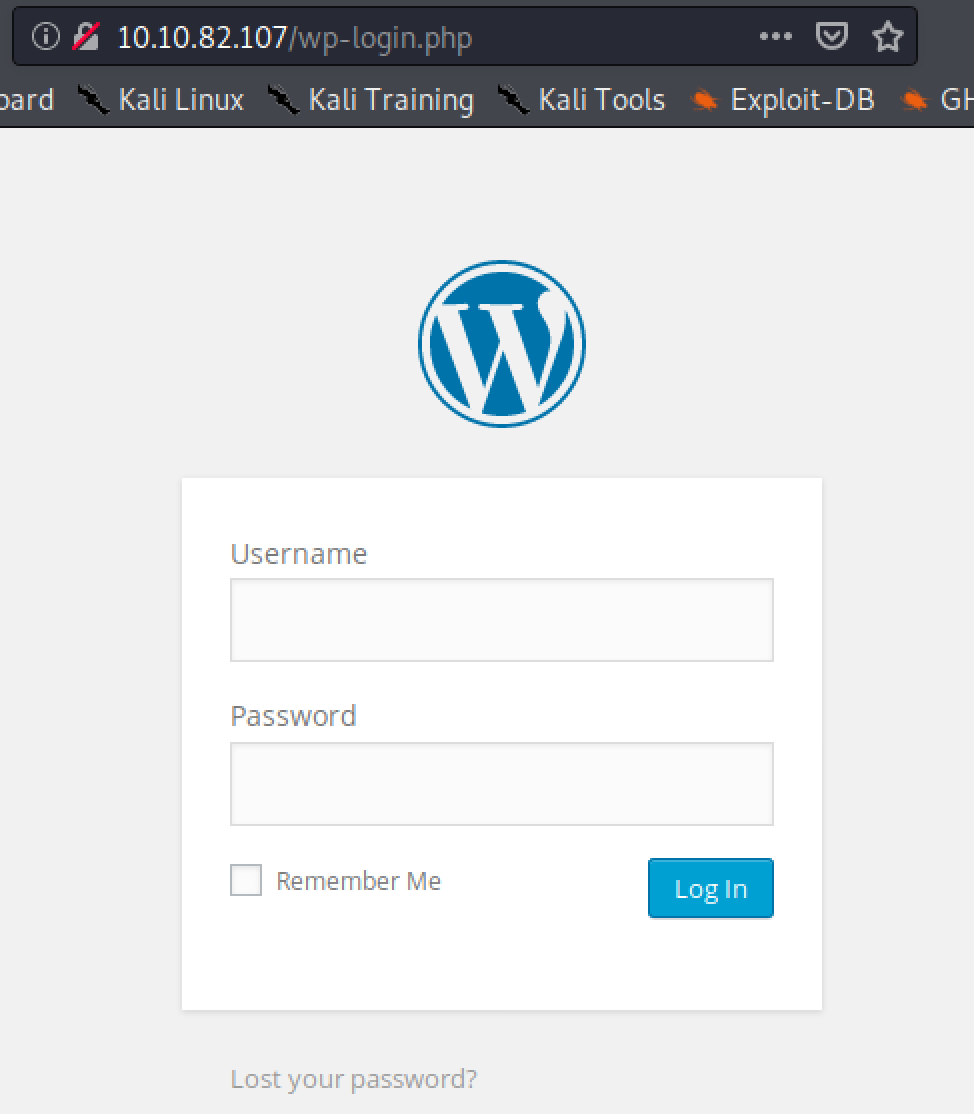 10.10.82.107/wp-login.php
oard Kali Linux Kali Training Kali Tools Exploit-DB GH
Username
Password
Remember Me Log In
Lost your password?